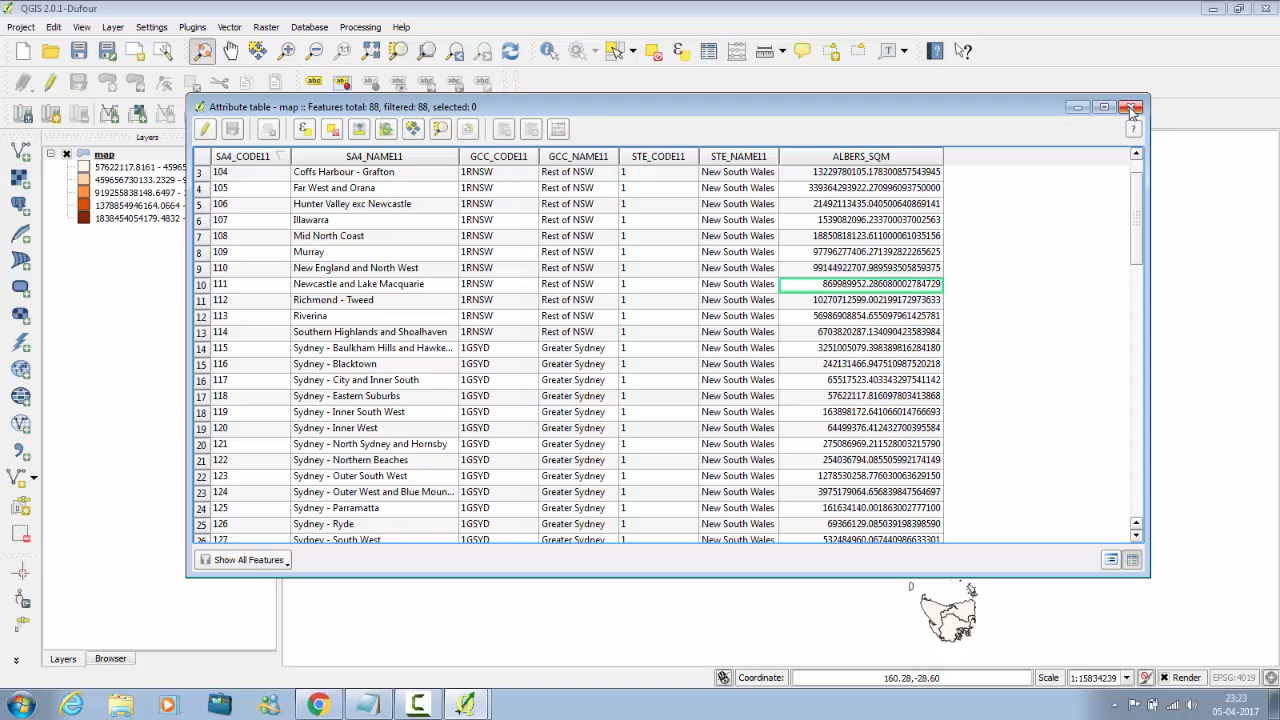 QGIS 2.0.1-Dufour
Project Edit View Layer Settings Plugins Vector Raster Database Processing Help
Attribute table - map :: Features total: 88, filtered: 88, selected: 0
Layers
map
57622117.8161 - 45965
459656730133.2329 - 9
919255838148.6497 - 1
1378854946164.0664
1838454054179.4832
SA4_CODE11 SA4_NAME11 GCC_CODE11 GCC_NAME11 STE_CODE11 STE_NAME11 ALBERS_SQM
3 104 Coffs Harbour - Grafton 1RNSW Rest of NSW 1 New South Wales 13229780105.178300857543945
4 105 Far West and Orana 1RNSW Rest of NSW 1 New South Wales 339364293922.270996093750000
5 106 Hunter Valley exc Newcastle 1RNSW Rest of NSW 1 New South Wales 21492113435.040500640869141
6 107 Illawarra 1RNSW Rest of NSW 1 New South Wales 1539082096.233700037002563
7 108 Mid North Coast 1RNSW Rest of NSW 1 New South Wales 18850818123.611000061035156
8 109 Murray 1RNSW Rest of NSW 1 New South Wales 97796277406.271392822265625
9 110 New England and North West 1RNSW Rest of NSW 1 New South Wales 99144922707.989593505859375
10 111 Newcastle and Lake Macquarie 1RNSW Rest of NSW 1 New South Wales 869989952.286080002784729
11 112 Richmond - Tweed 1RNSW Rest of NSW 1 New South Wales 10270712599.002199172973633
12 113 Riverina 1RNSW Rest of NSW 1 New South Wales 56986908854.655097961425781
13 114 Southern Highlands and Shoalhaven 1RNSW Rest of NSW 1 New South Wales 6703820287.134090423583984
14 115 Sydney - Baulkham Hills and Hawke... 1GSYD Greater Sydney 1 New South Wales 3251005079.398389816284180
15 116 Sydney - Blacktown 1GSYD Greater Sydney 1 New South Wales 242131466.947510987520218
16 117 Sydney - City and Inner South 1GSYD Greater Sydney 1 New South Wales 65517523.403343297541142
17 118 Sydney - Eastern Suburbs 1GSYD Greater Sydney 1 New South Wales 57622117.816097803413868
18 119 Sydney - Inner South West 1GSYD Greater Sydney 1 New South Wales 163898172.641066014766693
19 120 Sydney - Inner West 1GSYD Greater Sydney 1 New South Wales 64499376.412432700395584
20 121 Sydney - North Sydney and Hornsby 1GSYD Greater Sydney 1 New South Wales 275086969.211528003215790
21 122 Sydney - Northern Beaches 1GSYD Greater Sydney 1 New South Wales 254036794.085505992174149
22 123 Sydney - Outer South West 1GSYD Greater Sydney 1 New South Wales 1278530258.776030063629150
23 124 Sydney - Outer West and Blue Moun... 1GSYD Greater Sydney 1 New South Wales 3975179064.656839847564697
24 125 Sydney - Parramatta 1GSYD Greater Sydney 1 New South Wales 161634140.001863002777100
25 126 Sydney - Ryde 1GSYD Greater Sydney 1 New South Wales 69366129.085039198398590
26 127 Sydney - South West 1GSYD Greater Sydney 1 New South Wales 532484960.067440986633301
Show All Features
Layers Browser
Coordinate: 160.28,-28.60 Scale 1:15834239 Render EPSG:4019
23:23
05-04-2017